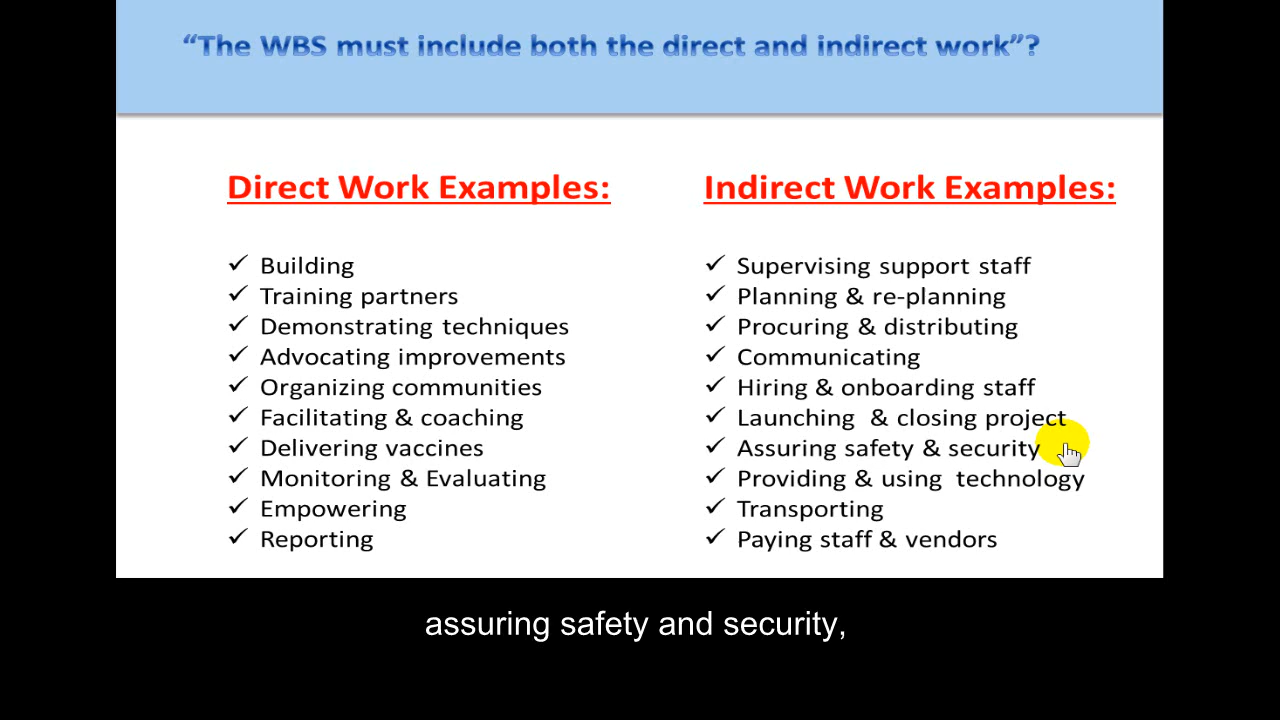 “The WBS must include both the direct and indirect work”?
Direct Work Examples:
✓ Building
✓ Training partners
✓ Demonstrating techniques
✓ Advocating improvements
✓ Organizing communities
✓ Facilitating & coaching
✓ Delivering vaccines
✓ Monitoring & Evaluating
✓ Empowering
✓ Reporting
Indirect Work Examples:
✓ Supervising support staff
✓ Planning & re-planning
✓ Procuring & distributing
✓ Communicating
✓ Hiring & onboarding staff
✓ Launching & closing project
✓ Assuring safety & security
✓ Providing & using technology
✓ Transporting
✓ Paying staff & vendors
assuring safety and security,